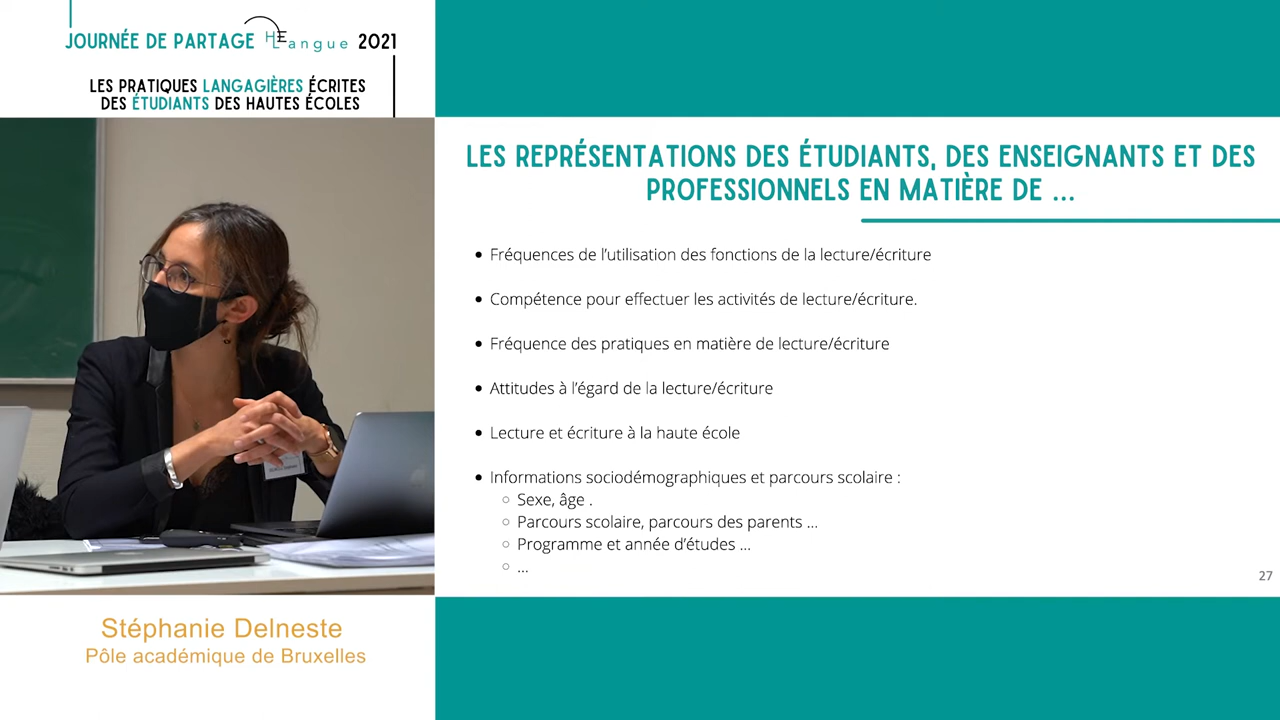 JOURNÉE DE PARTAGE HELangue 2021
LES PRATIQUES LANGAGIÈRES ÉCRITES
DES ÉTUDIANTS DES HAUTES ÉCOLES
LES REPRÉSENTATIONS DES ÉTUDIANTS, DES ENSEIGNANTS ET DES
PROFESSIONNELS EN MATIÈRE DE ...
• Fréquences de l'utilisation des fonctions de la lecture/écriture
• Compétence pour effectuer les activités de lecture/écriture.
• Fréquence des pratiques en matière de lecture/écriture
• Attitudes à l'égard de la lecture/écriture
• Lecture et écriture à la haute école
• Informations sociodémographiques et parcours scolaire :
○ Sexe, âge .
○ Parcours scolaire, parcours des parents ...
○ Programme et année d'études ...
○ ...
27
Stéphanie Delneste
Pôle académique de Bruxelles